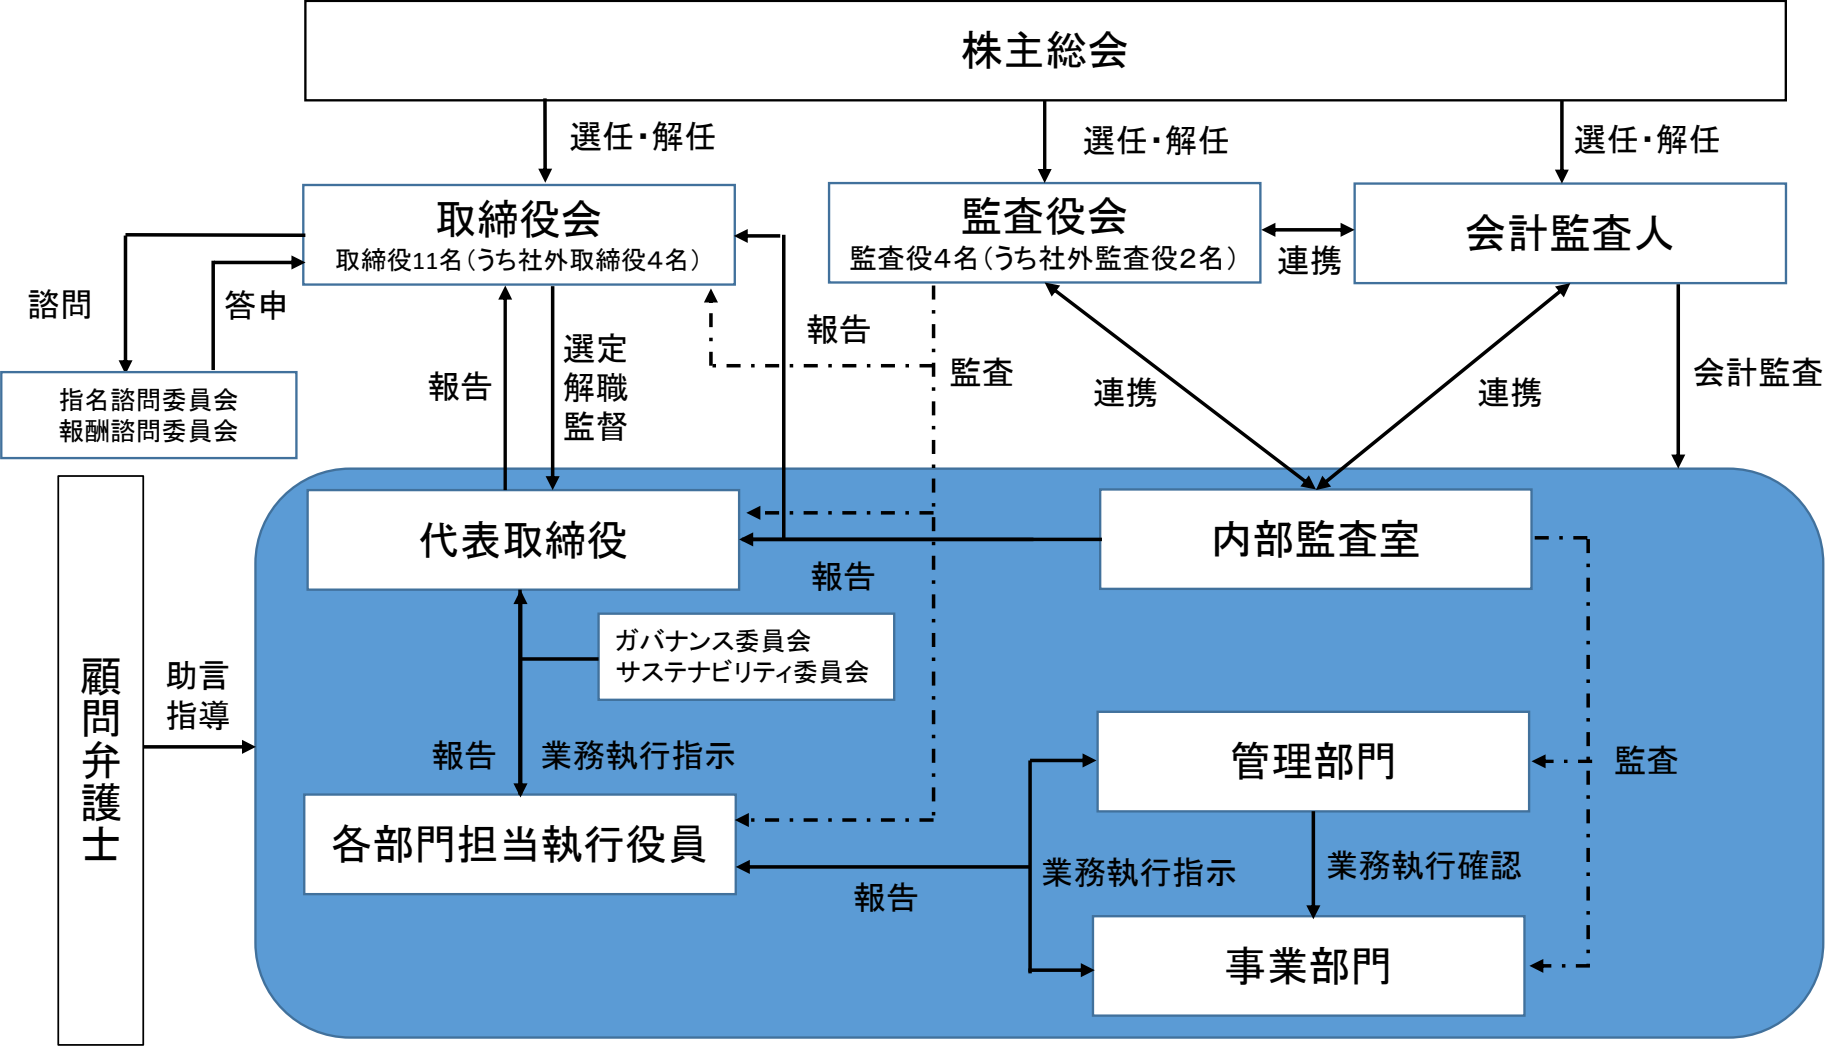 株主総会
選任・解任
選任・解任
選任・解任
取締役会
取締役11名(うち社外取締役4名)
監査役会
監査役4名(うち社外監査役2名)
会計監査人
連携
諮問
答申
報告
選定
解職
監督
報告
監査
連携
連携
会計監査
指名諮問委員会
報酬諮問委員会
代表取締役
内部監査室
報告
ガバナンス委員会
サステナビリティ委員会
顧問弁護士
助言
指導
報告
業務執行指示
管理部門
監査
各部門担当執行役員
報告
業務執行指示
業務執行確認
事業部門